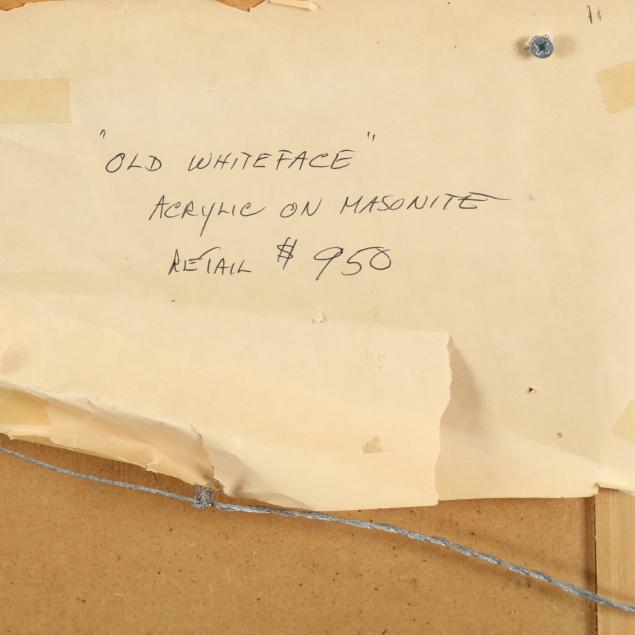 "OLD WHITEFACE"
ACRYLIC ON MASONITE
RETAIL $ 950